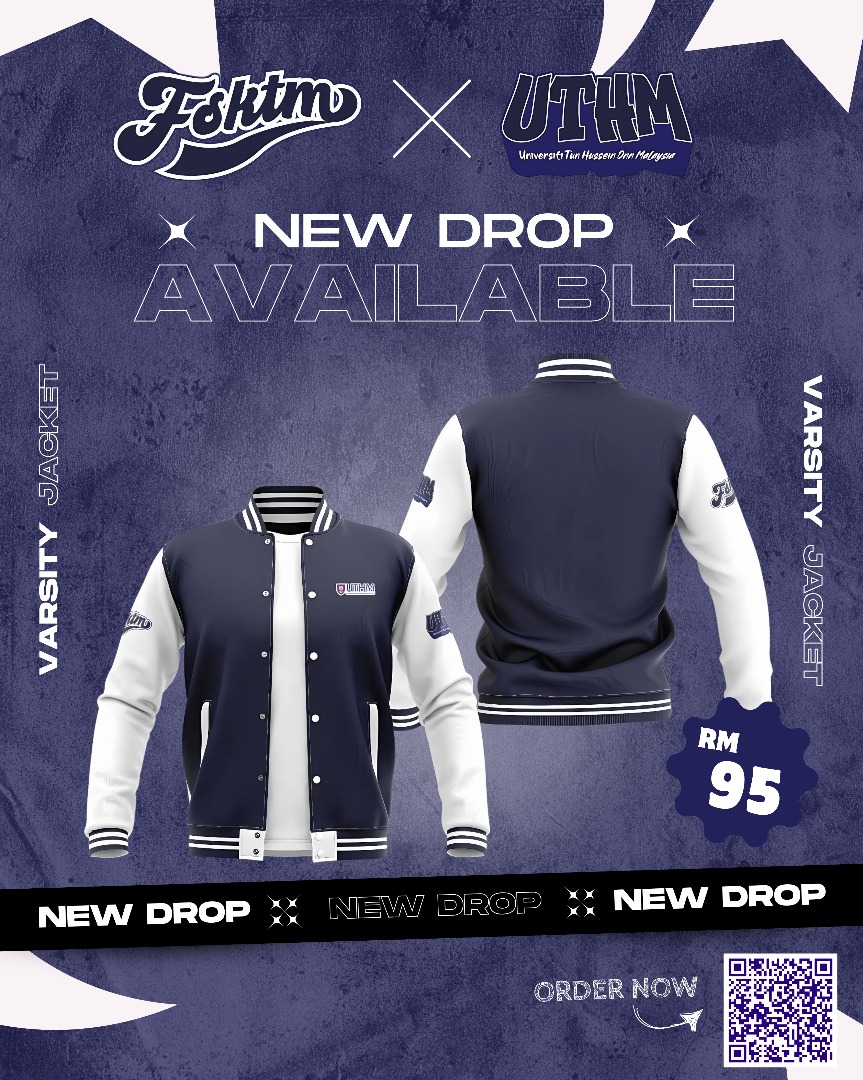 Fsktm
UTHM
Universiti Tun Hussein Onn Malaysia
NEW DROP
AVAILABLE
VARSITY JACKET
VARSITY JACKET
UTHM
RM
95
NEW DROP NEW DROP NEW DROP
ORDER NOW